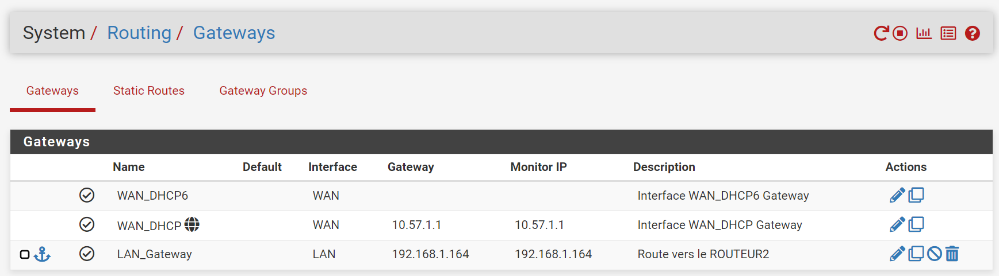 System / Routing / Gateways
Gateways Static Routes Gateway Groups
Gateways
Name Default Interface Gateway Monitor IP Description Actions
WAN_DHCP6 WAN Interface WAN_DHCP6 Gateway
WAN_DHCP WAN 10.57.1.1 10.57.1.1 Interface WAN_DHCP Gateway
LAN_Gateway LAN 192.168.1.164 192.168.1.164 Route vers le ROUTEUR2